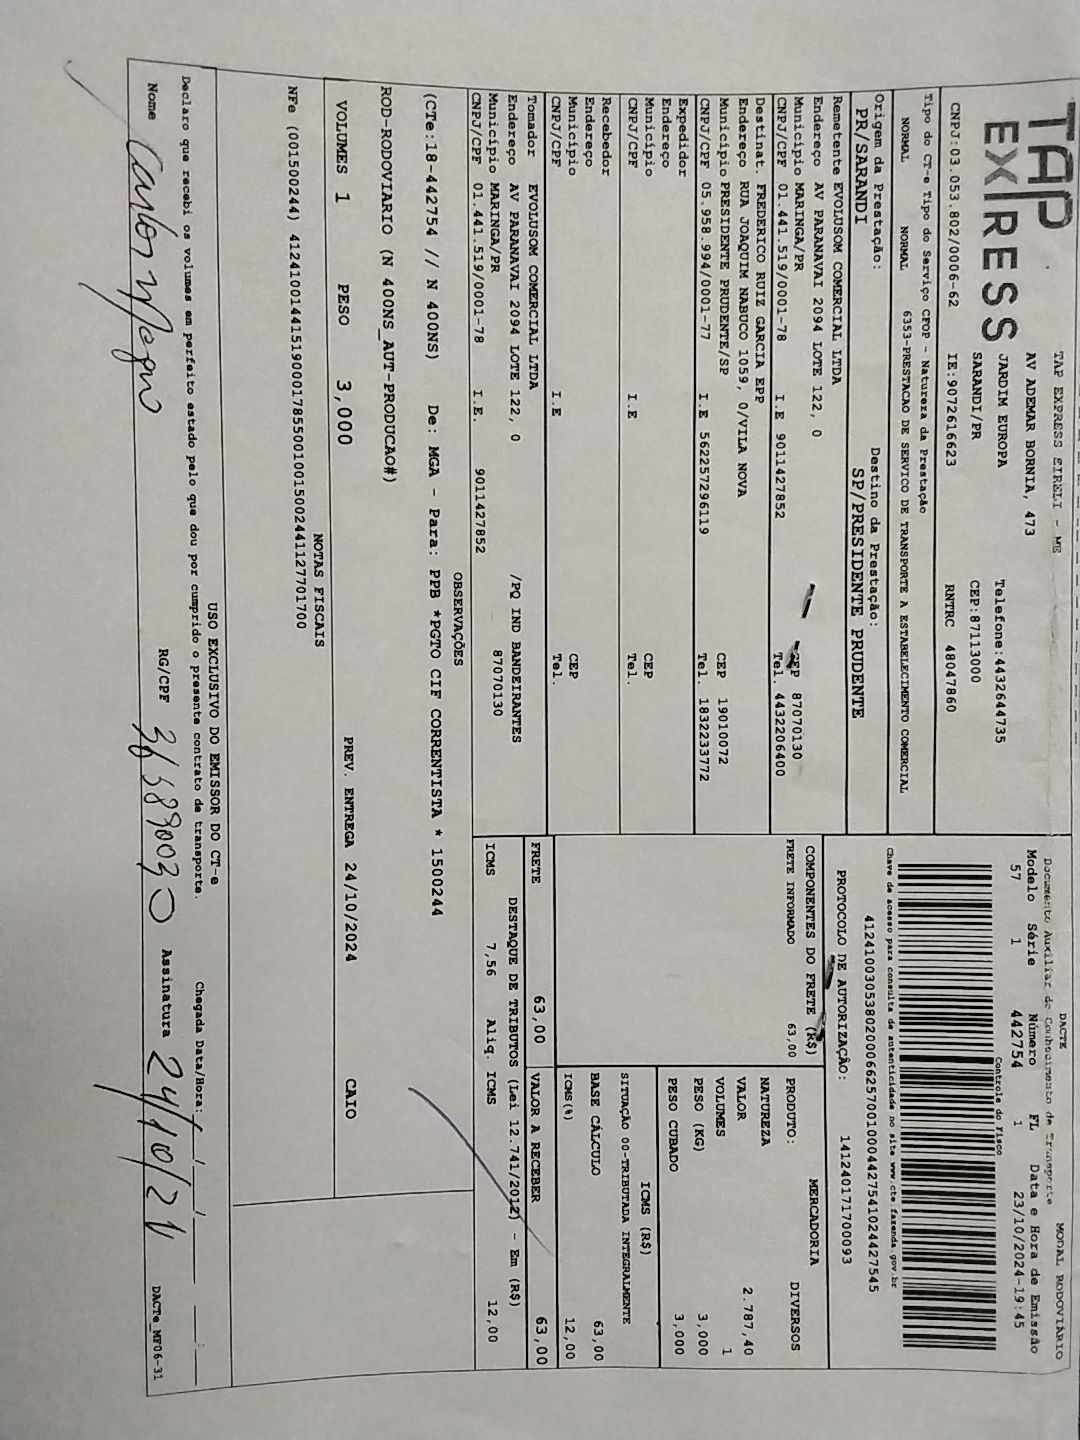 TAP EXPRESS
TAP EXPRESS EIRELI - ME
AV ADEMAR BORNIA, 473
JARDIM EUROPA
SARANDI/PR
Telefone:4432644735
CEP:87113000
CNPJ:03.053.802/0006-62 IE:9072616623 RNTRC 48047860
DACTE
Documento Auxiliar do Conhecimento de Transporte
MODAL RODOVIÁRIO
Modelo Série Número FL Data e Hora de Emissão
57 1 442754 1 23/10/2024-19:45
Controle do Fisco
Chave de acesso para consulta de autenticidade no site www.cte.fazenda.gov.br
41241003053802000662570010004427541024427545
PROTOCOLO DE AUTORIZAÇÃO: 141240171700093
Tipo do CT-e Tipo do Serviço CFOP - Natureza da Prestação
NORMAL NORMAL 6353-PRESTACAO DE SERVICO DE TRANSPORTE A ESTABELECIMENTO COMERCIAL
Origem da Prestação: Destino da Prestação:
PR/SARANDI SP/PRESIDENTE PRUDENTE
Remetente EVOLUSOM COMERCIAL LTDA
Endereço AV PARANAVAI 2094 LOTE 122, 0
Município MARINGA/PR CEP 87070130
CNPJ/CPF 01.441.519/0001-78 I.E 9011427852 Tel. 4432206400
Destinat. FREDERICO RUIZ GARCIA EPP
Endereço RUA JOAQUIM NABUCO 1059, 0/VILA NOVA
Município PRESIDENTE PRUDENTE/SP CEP 19010072
CNPJ/CPF 05.958.994/0001-77 I.E 562257296119 Tel. 1832233772
Expedidor
Endereço
Município CEP
CNPJ/CPF I.E Tel.
Recebedor
Endereço
Município CEP
CNPJ/CPF I.E Tel.
Tomador EVOLUSOM COMERCIAL LTDA
Endereço AV PARANAVAI 2094 LOTE 122, 0 /PQ IND BANDEIRANTES
Município MARINGA/PR 87070130
CNPJ/CPF 01.441.519/0001-78 I.E. 9011427852
COMPONENTES DO FRETE (R$)
FRETE INFORMADO 63,00
MERCADORIA
PRODUTO: DIVERSOS
NATUREZA
VALOR 2.787,40
VOLUMES 1
PESO (KG) 3,000
PESO CUBADO 3,000
ICMS (R$)
SITUAÇÃO 00-TRIBUTADA INTEGRALMENTE
BASE CÁLCULO 63,00
ICMS(%) 12,00
FRETE 63,00 VALOR A RECEBER 63,00
DESTAQUE DE TRIBUTOS (Lei 12.741/2012) - Em (R$)
ICMS 7,56 Aliq. ICMS 12,00
OBSERVAÇÕES
(CTe:18-442754 // N 400NS) De: MGA - Para: PPB *PGTO CIF CORRENTISTA * 1500244
ROD-RODOVIARIO (N 400NS_AUT-PRODUCAO#)
VOLUMES 1 PESO 3,000 PREV. ENTREGA 24/10/2024 CAIO
NOTAS FISCAIS
NFe (001500244) 41241001441519000178550010015002441127701700
USO EXCLUSIVO DO EMISSOR DO CT-e
Declaro que recebi os volumes em perfeito estado pelo que dou por cumprido o presente contrato de transporte. Chegada Data/Hora: __/__/__ __:__
Nome RG/CPF Assinatura 24/10/21
DACTe_MF06-31